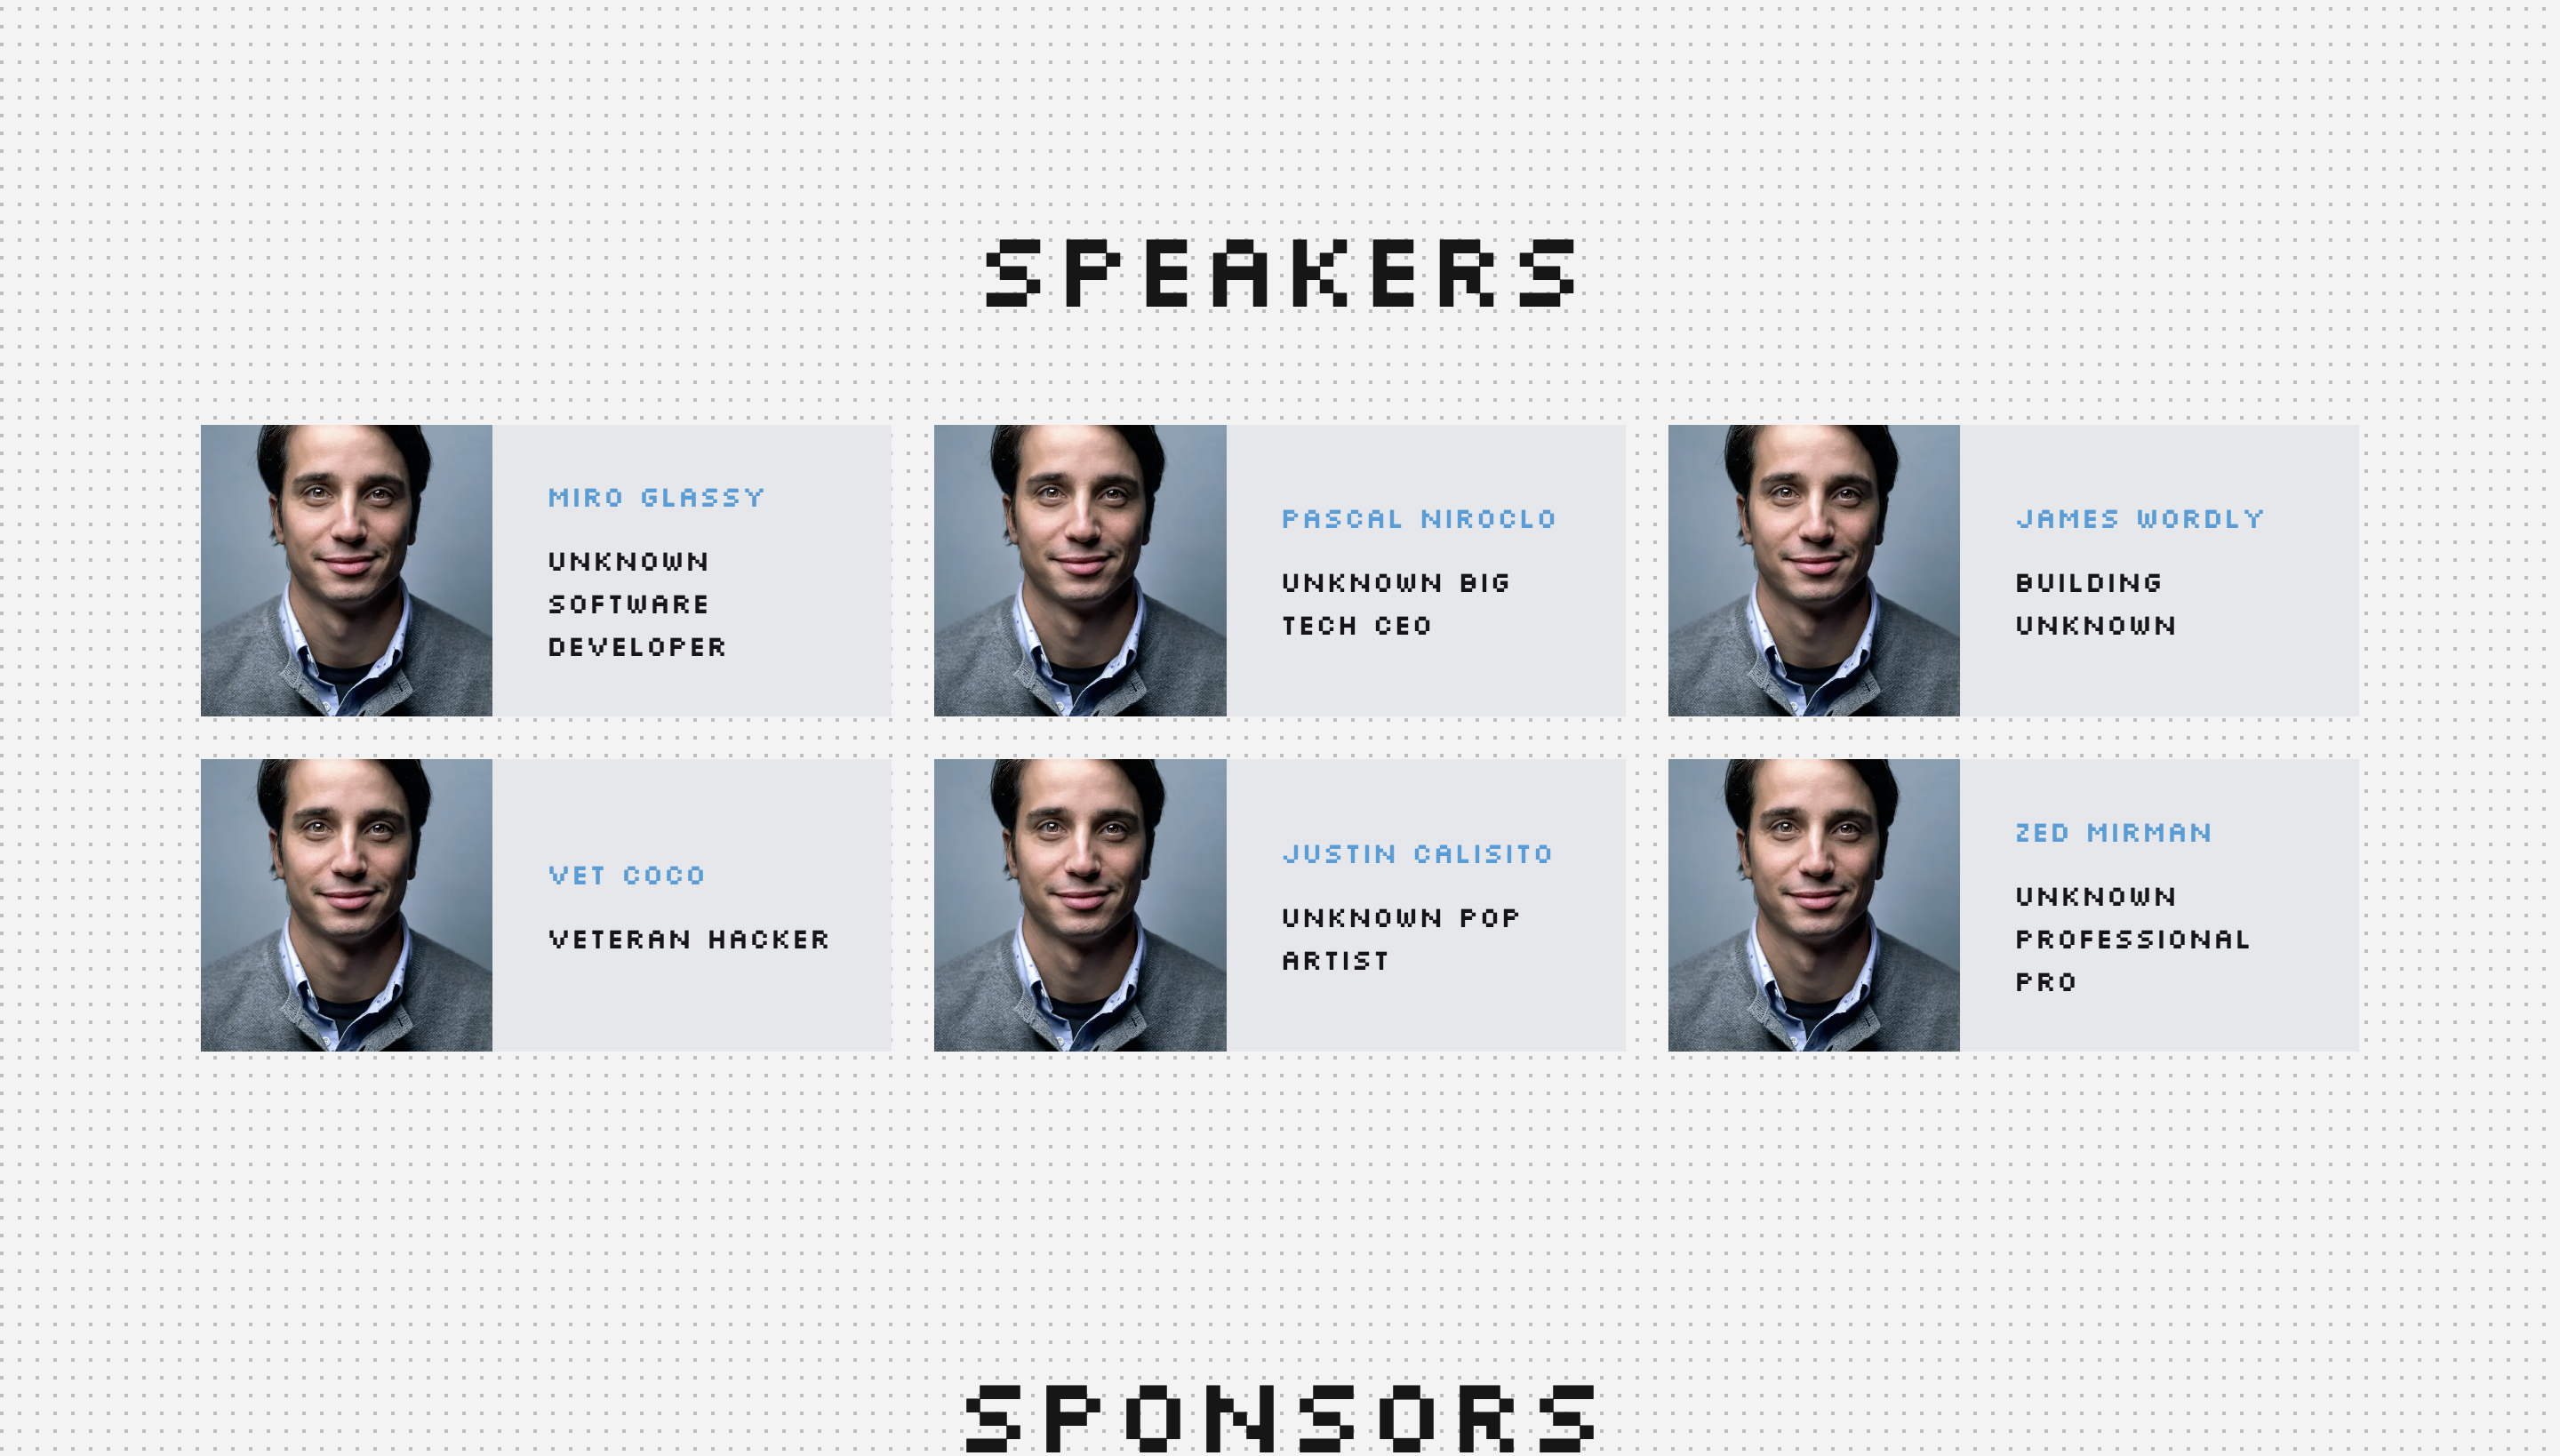 SPEAKERS
MIRO GLASSY
UNKNOWN
SOFTWARE
DEVELOPER
PASCAL NIROCLO
UNKNOWN BIG
TECH CEO
JAMES WORDLY
BUILDING
UNKNOWN
VET COCO
VETERAN HACKER
JUSTIN CALISITO
UNKNOWN POP
ARTIST
ZED MIRMAN
UNKNOWN
PROFESSIONAL
PRO
SPONSORS